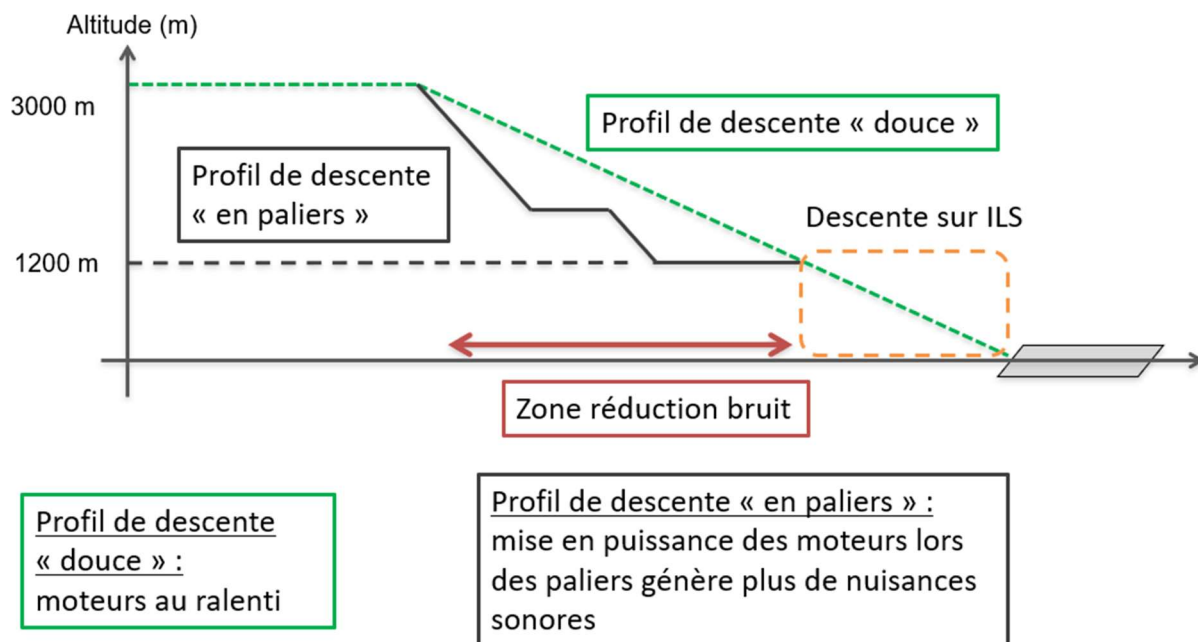 Altitude (m)
3000 m
Profil de descente « douce »
Profil de descente
« en paliers »
Descente sur ILS
1200 m
Zone réduction bruit
Profil de descente
« douce » :
moteurs au ralenti
Profil de descente « en paliers » :
mise en puissance des moteurs lors
des paliers génère plus de nuisances
sonores